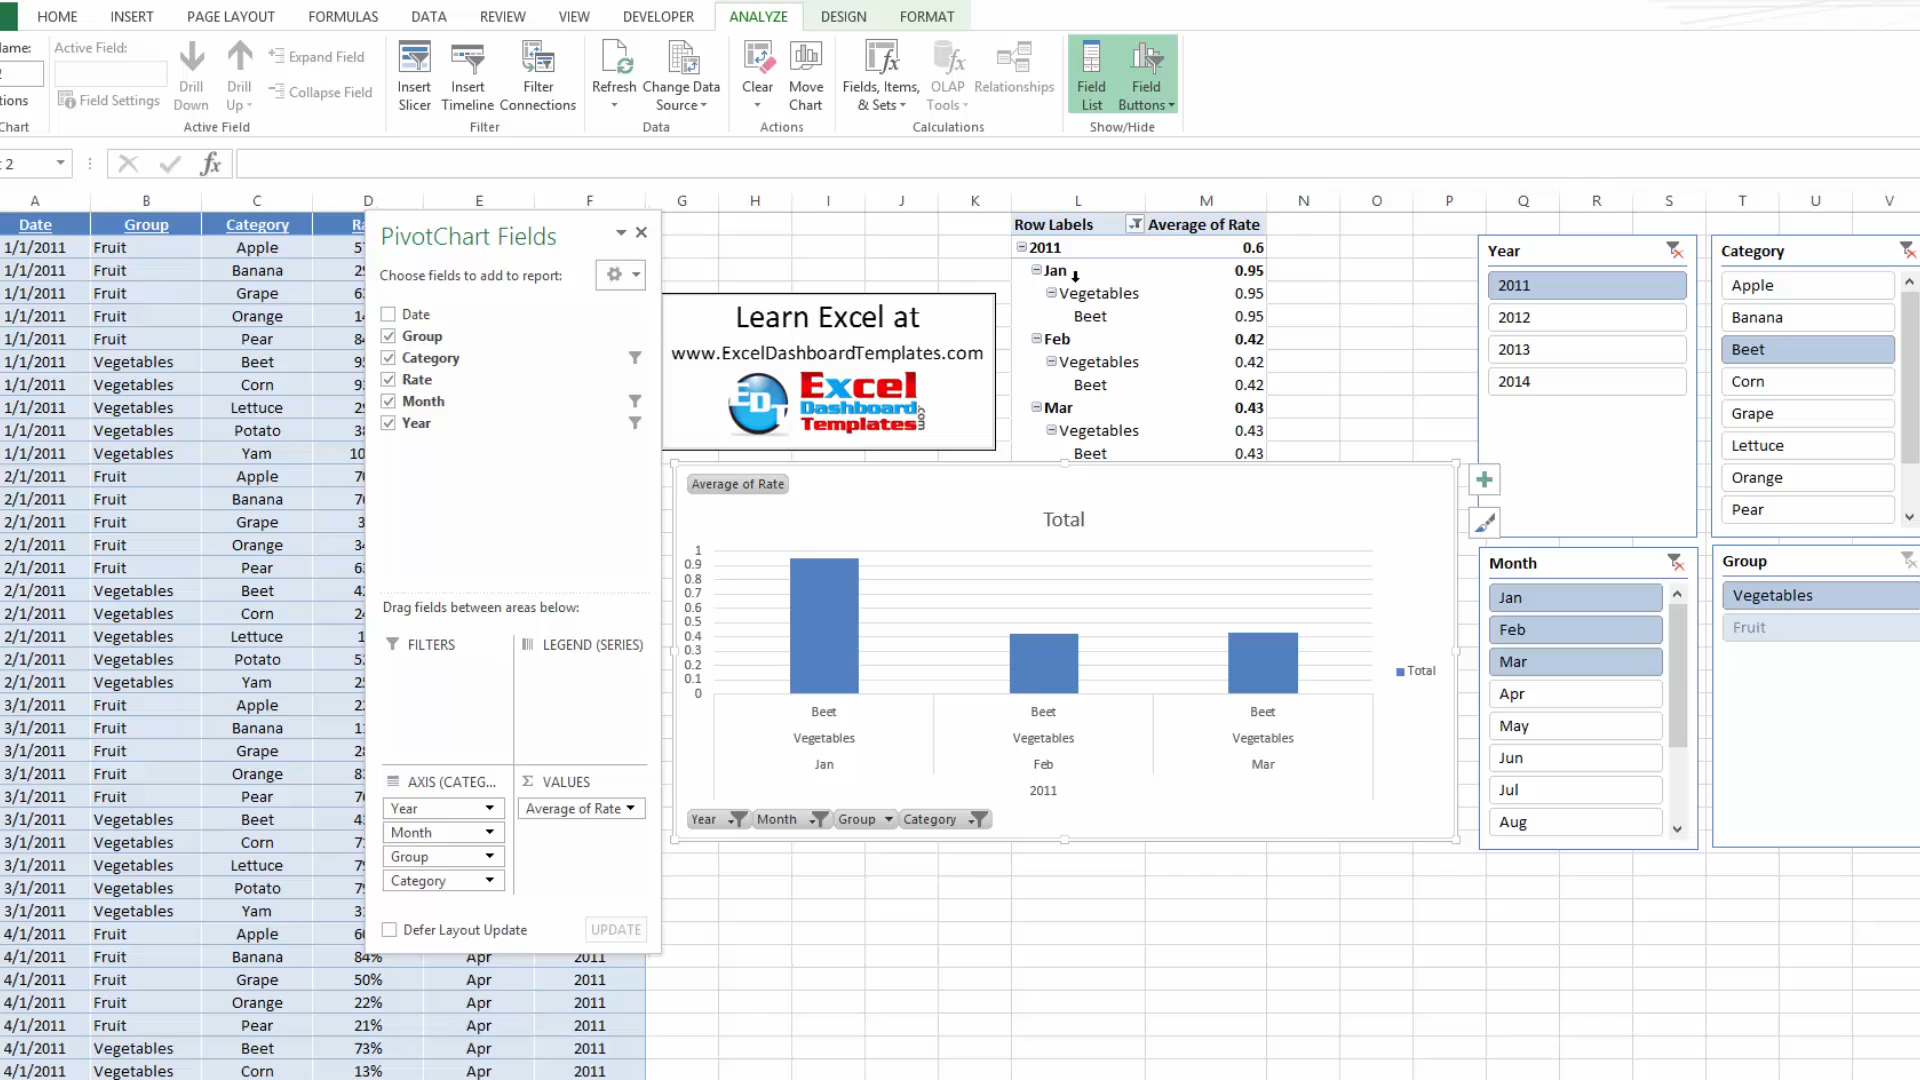 HOME INSERT PAGE LAYOUT FORMULAS DATA REVIEW VIEW DEVELOPER ANALYZE DESIGN FORMAT
Active Field:
Field Settings
Drill Down
Drill Up
Expand Field
Collapse Field
Active Field
Insert Slicer
Insert Timeline
Filter Connections
Filter
Refresh
Change Data Source
Data
Clear
Move Chart
Actions
Fields, Items, & Sets
OLAP Tools
Relationships
Calculations
Field List
Field Buttons
Show/Hide
Chart
2
fx
A B C D E F G H I J K L M N O P Q R S T U V
Date Group Category
1/1/2011 Fruit Apple
1/1/2011 Fruit Banana
1/1/2011 Fruit Grape
1/1/2011 Fruit Orange
1/1/2011 Fruit Pear
1/1/2011 Vegetables Beet
1/1/2011 Vegetables Corn
1/1/2011 Vegetables Lettuce
1/1/2011 Vegetables Potato
1/1/2011 Vegetables Yam
2/1/2011 Fruit Apple
2/1/2011 Fruit Banana
2/1/2011 Fruit Grape
2/1/2011 Fruit Orange
2/1/2011 Fruit Pear
2/1/2011 Vegetables Beet
2/1/2011 Vegetables Corn
2/1/2011 Vegetables Lettuce
2/1/2011 Vegetables Potato
2/1/2011 Vegetables Yam
3/1/2011 Fruit Apple
3/1/2011 Fruit Banana
3/1/2011 Fruit Grape
3/1/2011 Fruit Orange
3/1/2011 Fruit Pear
3/1/2011 Vegetables Beet
3/1/2011 Vegetables Corn
3/1/2011 Vegetables Lettuce
3/1/2011 Vegetables Potato
3/1/2011 Vegetables Yam
4/1/2011 Fruit Apple
4/1/2011 Fruit Banana 84% Apr 2011
4/1/2011 Fruit Grape 50% Apr 2011
4/1/2011 Fruit Orange 22% Apr 2011
4/1/2011 Fruit Pear 21% Apr 2011
4/1/2011 Vegetables Beet 73% Apr 2011
4/1/2011 Vegetables Corn 13% Apr 2011
PivotChart Fields
Choose fields to add to report:
Date
Group
Category
Rate
Month
Year
Drag fields between areas below:
FILTERS
LEGEND (SERIES)
AXIS (CATEG...
Year
Month
Group
Category
Σ VALUES
Average of Rate
Defer Layout Update
UPDATE
Learn Excel at
www.ExcelDashboardTemplates.com
EDT
Excel
Dashboard
Templates.com
Row Labels Average of Rate
2011 0.6
Jan 0.95
Vegetables 0.95
Beet 0.95
Feb 0.42
Vegetables 0.42
Beet 0.42
Mar 0.43
Vegetables 0.43
Beet 0.43
Average of Rate
Total
1
0.9
0.8
0.7
0.6
0.5
0.4
0.3
0.2
0.1
0
Beet Beet Beet
Vegetables Vegetables Vegetables
Jan Feb Mar
2011
Total
Year Month Group Category
Year
2011
2012
2013
2014
Category
Apple
Banana
Beet
Corn
Grape
Lettuce
Orange
Pear
Month
Jan
Feb
Mar
Apr
May
Jun
Jul
Aug
Group
Vegetables
Fruit